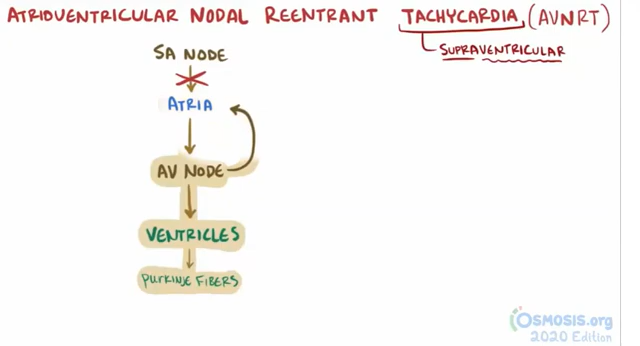 ATRIOVENTRICULAR NODAL REENTRANT TACHYCARDIA (AVNRT)
SUPRAVENTRICULAR
SA NODE
ATRIA
AV NODE
VENTRICLES
PURKINJE FIBERS
OSMOSIS.org
2020 Edition